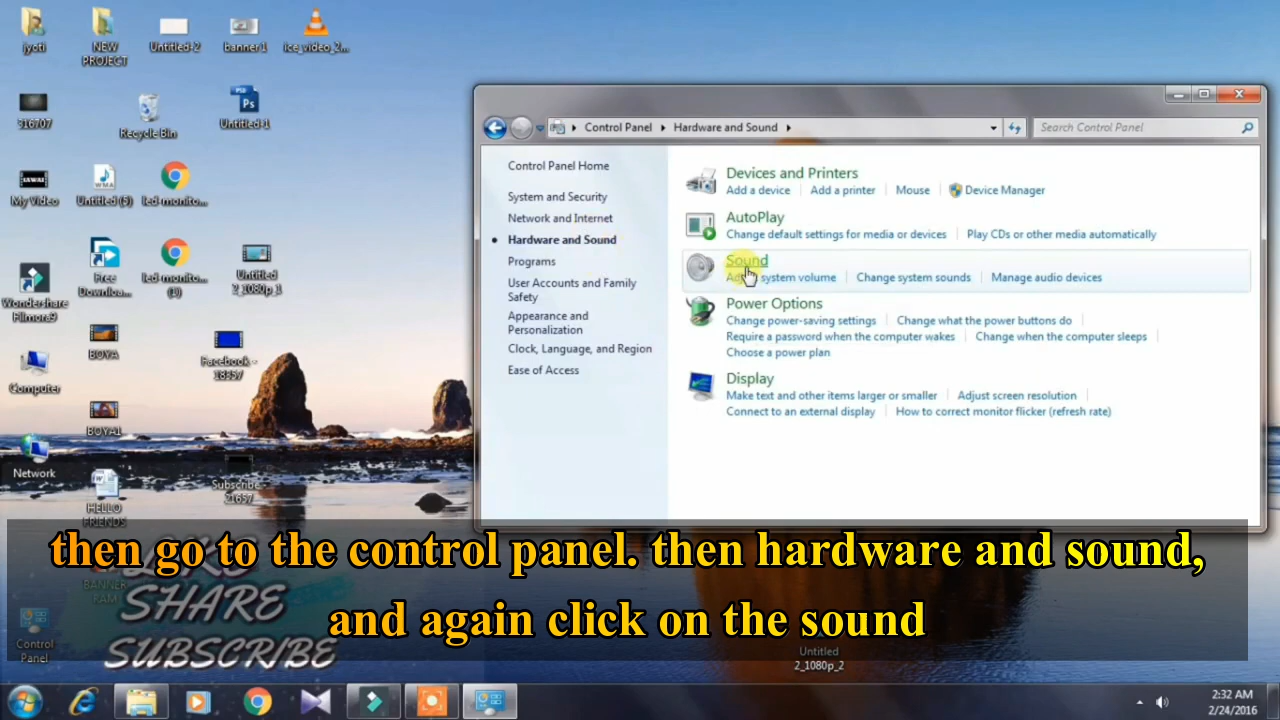 jyoti
NEW PROJECT
Untitled-2
banner1
ice_video_2...
316707
Recycle Bin
Ps
Untitled-1
My Video
Untitled (5)
led-monito...
Free Downloa...
led-monito... (1)
Untitled 2_1080p_1
Wondershare Filmora9
BOYA
Facebook - 18357
Computer
BOYA1
Network
HELLO FRIENDS
Subscribe - 21657
Control Panel
Hardware and Sound
Search Control Panel
Control Panel Home
System and Security
Network and Internet
Hardware and Sound
Programs
User Accounts and Family
Safety
Appearance and
Personalization
Clock, Language, and Region
Ease of Access
Devices and Printers
Add a device
Add a printer
Mouse
Device Manager
AutoPlay
Change default settings for media or devices
Play CDs or other media automatically
Sound
system volume
Change system sounds
Manage audio devices
Power Options
Change power-saving settings
Change what the power buttons do
Require a password when the computer wakes
Change when the computer sleeps
Choose a power plan
Display
Make text and other items larger or smaller
Adjust screen resolution
Connect to an external display
How to correct monitor flicker (refresh rate)
then go to the control panel. then hardware and sound,
and again click on the sound
SHARE
SUBSCRIBE
Control
Panel
Untitled
2_1080p_2
2:32 AM
2/24/2016